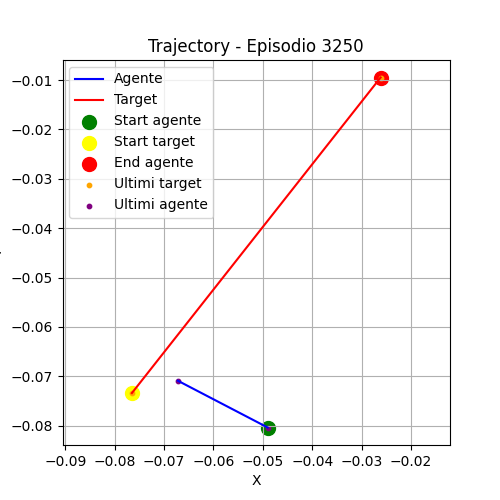 Trajectory - Episodio 3250
Agente
Target
Start agente
Start target
End agente
Ultimi target
Ultimi agente
−0.01
−0.02
−0.03
−0.04
−0.05
−0.06
−0.07
−0.08
−0.09 −0.08 −0.07 −0.06 −0.05 −0.04 −0.03 −0.02
X